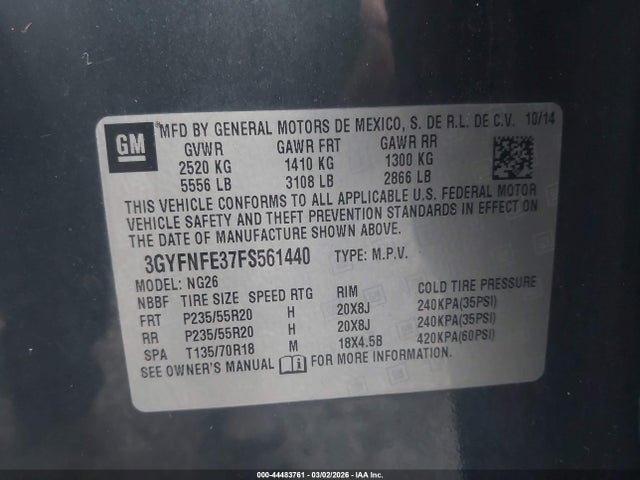 GM
MFD BY GENERAL MOTORS DE MEXICO, S. DE R.L. DE C.V. 10/14
GVWR GAWR FRT GAWR RR
2520 KG 1410 KG 1300 KG
5556 LB 3108 LB 2866 LB
THIS VEHICLE CONFORMS TO ALL APPLICABLE U.S. FEDERAL MOTOR
VEHICLE SAFETY AND THEFT PREVENTION STANDARDS IN EFFECT ON
THE DATE OF MANUFACTURE SHOWN ABOVE.
3GYFNFE37FS561440 TYPE: M.P.V.
MODEL: NG26
NBBF TIRE SIZE SPEED RTG RIM COLD TIRE PRESSURE
FRT P235/55R20 H 20X8J 240KPA(35PSI)
RR P235/55R20 H 20X8J 240KPA(35PSI)
SPA T135/70R18 M 18X4.5B 420KPA(60PSI)
SEE OWNER'S MANUAL FOR ADDITIONAL INFORMATION.
000-44483761 - 03/02/2026 - IAA Inc.